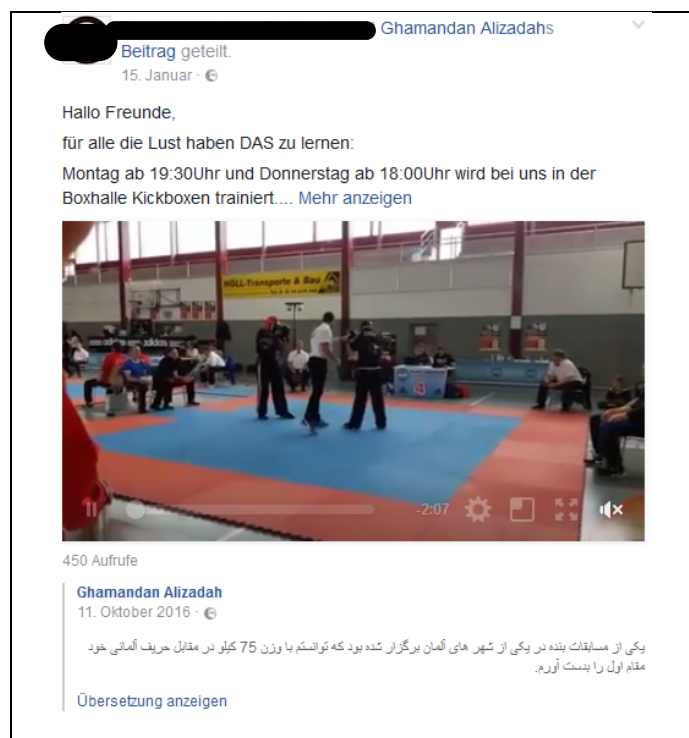 Ghamandan Alizadahs
Beitrag geteilt.
15. Januar ·
Hallo Freunde,
für alle die Lust haben DAS zu lernen:
Montag ab 19:30Uhr und Donnerstag ab 18:00Uhr wird bei uns in der
Boxhalle Kickboxen trainiert.... Mehr anzeigen
HÖLL-Transporte & Bau
adidas
4
-2:07
450 Aufrufe
Ghamandan Alizadah
11. Oktober 2016 ·
یکی از مسابقات بنده در یکی از شهر های آلمان برگزار شده بود که توانستم با وزن 75 کیلو در مقابل حریف آلمانی خود
مقام اول را بدست آورم.
Übersetzung anzeigen